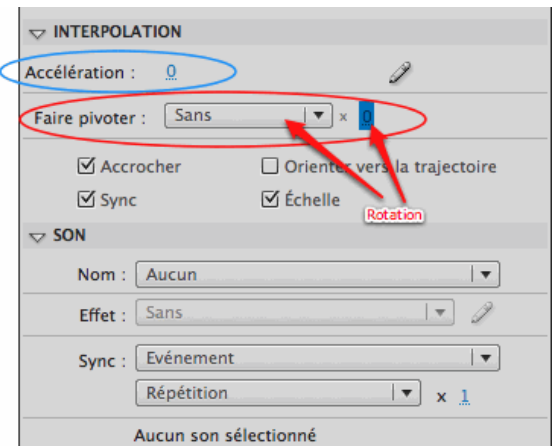 INTERPOLATION
Accélération : 0
Faire pivoter : Sans x 0
Accrocher Orienter vers la trajectoire
Sync Échelle
Rotation
SON
Nom : Aucun
Effet : Sans
Sync : Evénement
Répétition x 1
Aucun son sélectionné